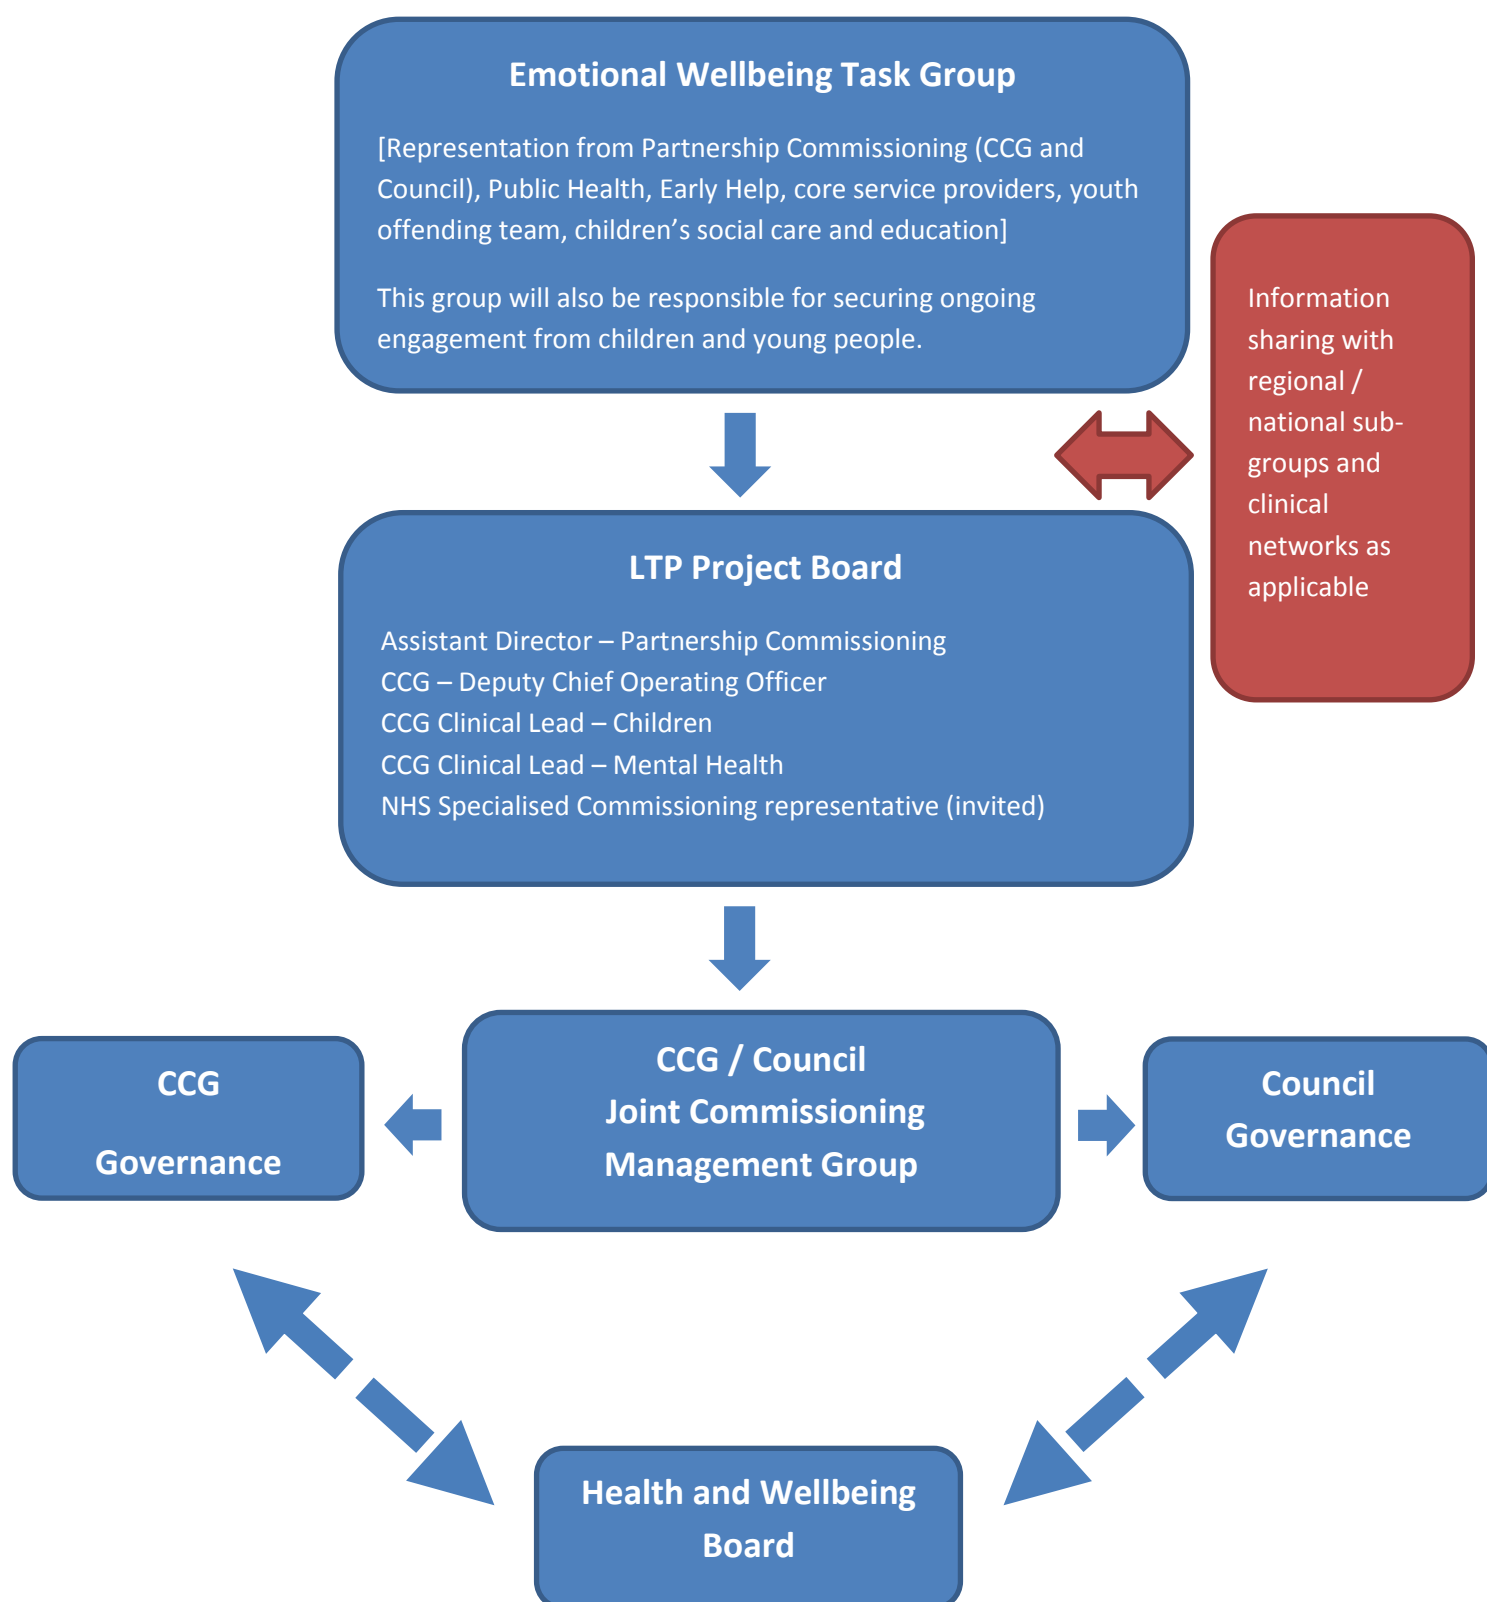 Emotional Wellbeing Task Group
[Representation from Partnership Commissioning (CCG and
Council), Public Health, Early Help, core service providers, youth
offending team, children’s social care and education]
This group will also be responsible for securing ongoing
engagement from children and young people.
Information
sharing with
regional /
national sub-
groups and
clinical
networks as
applicable
LTP Project Board
Assistant Director – Partnership Commissioning
CCG – Deputy Chief Operating Officer
CCG Clinical Lead – Children
CCG Clinical Lead – Mental Health
NHS Specialised Commissioning representative (invited)
CCG
Governance
CCG / Council
Joint Commissioning
Management Group
Council
Governance
Health and Wellbeing
Board